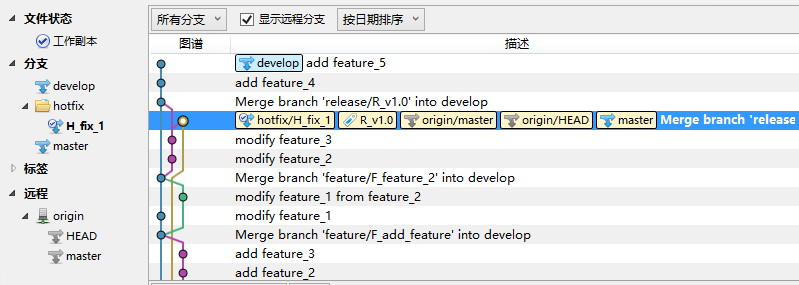 文件状态
工作副本
分支
develop
hotfix
H_fix_1
master
标签
远程
origin
HEAD
master
所有分支 显示远程分支 按日期排序
图谱 描述
develop add feature_5
add feature_4
Merge branch 'release/R_v1.0' into develop
hotfix/H_fix_1 R_v1.0 origin/master origin/HEAD master Merge branch 'release
modify feature_3
modify feature_2
Merge branch 'feature/F_feature_2' into develop
modify feature_1 from feature_2
modify feature_1
Merge branch 'feature/F_add_feature' into develop
add feature_3
add feature_2